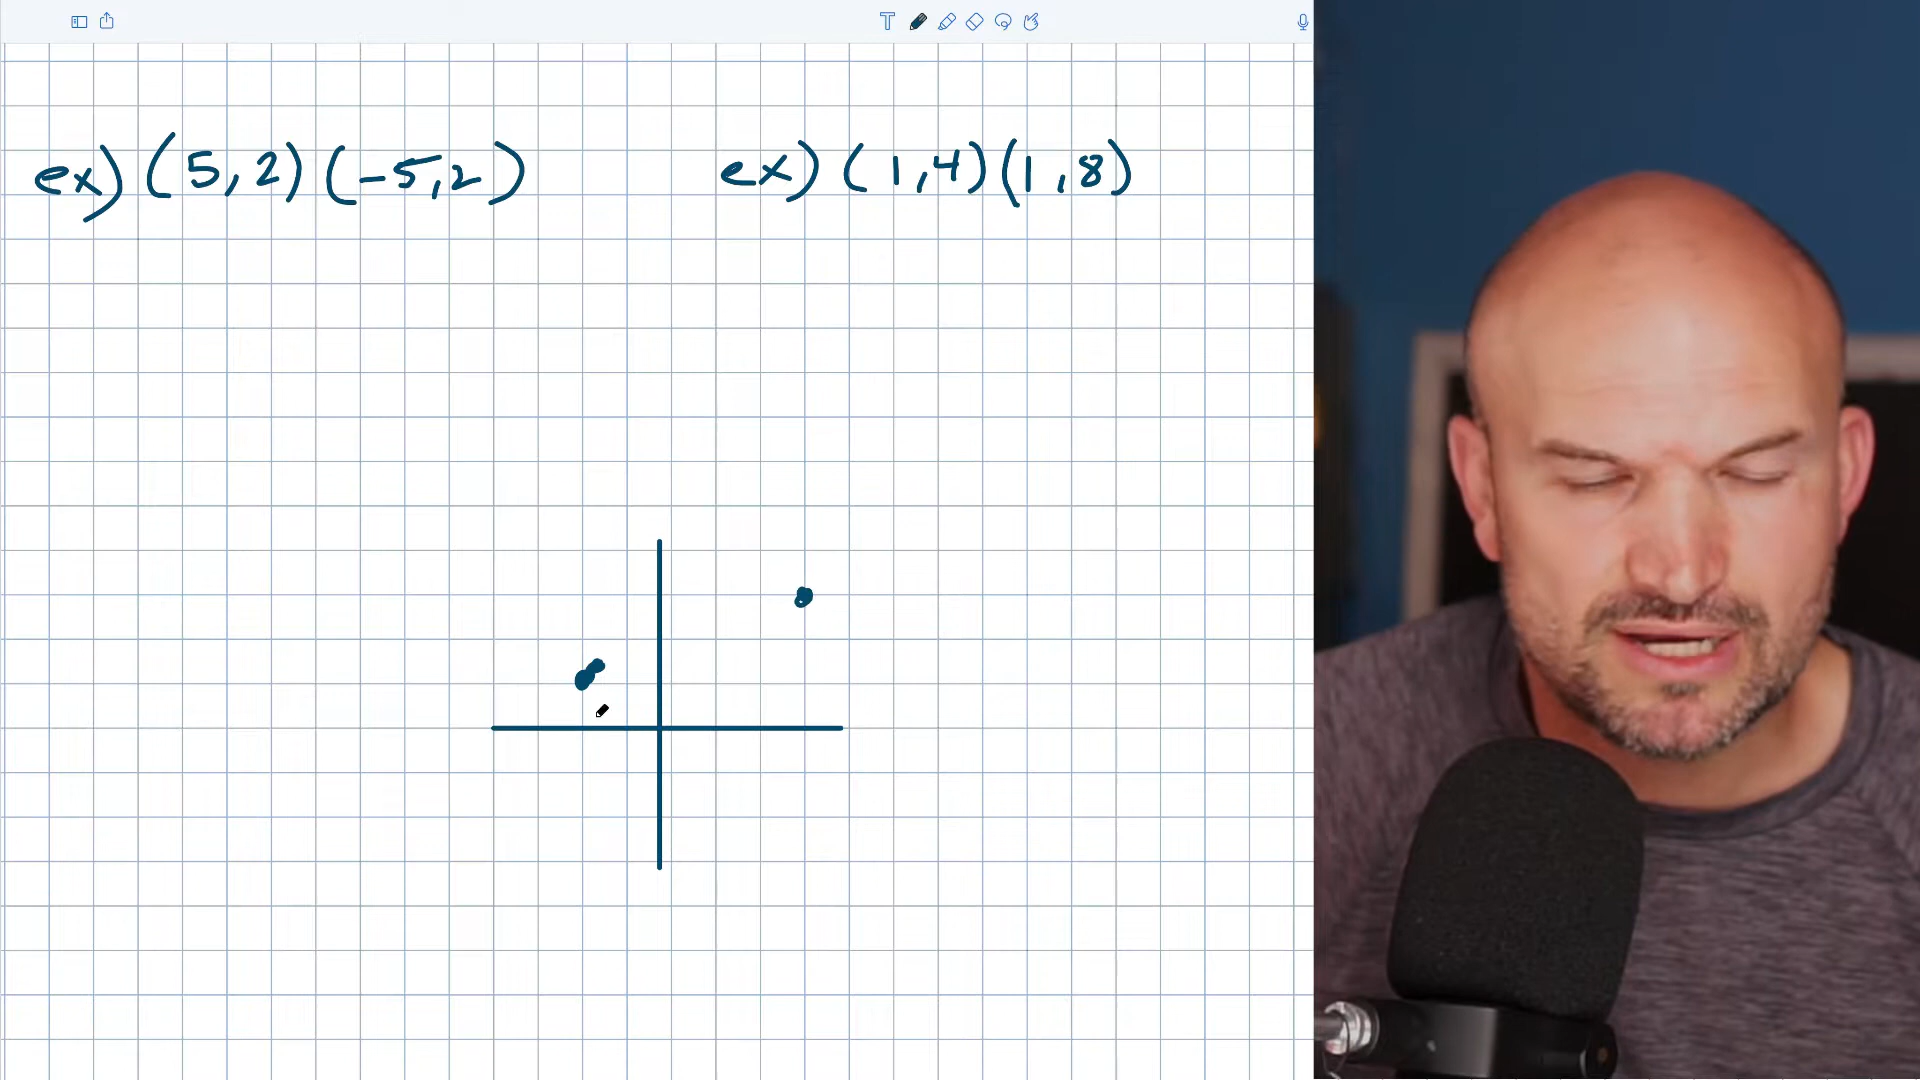 ex) (5,2)(-5,2)
ex) (1,4)(1,8)